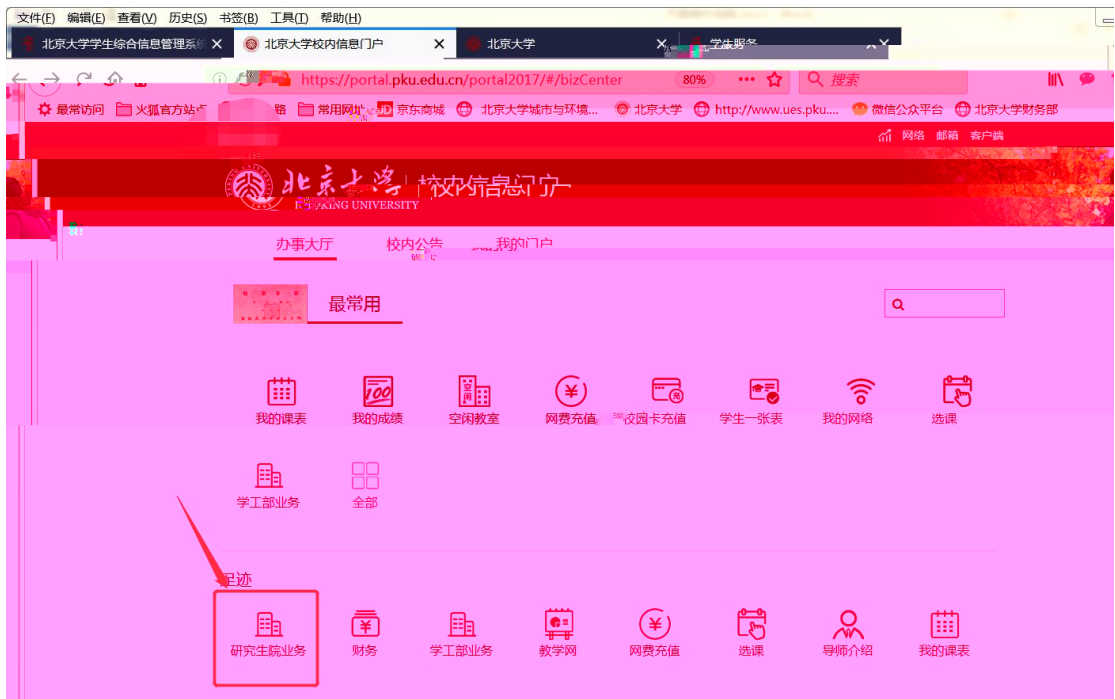 文件(F) 编辑(E) 查看(V) 历史(S) 书签(B) 工具(T) 帮助(H)
北京大学学生综合信息管理系统 北京大学校内信息门户 北京大学 学生服务
https://portal.pku.edu.cn/portal2017/#/bizCenter 80% 搜索
最常访问 火狐官方站点 路 常用网址 京东商城 北京大学城市与环境... 北京大学 http://www.ues.pku.... 微信公众平台 北京大学财务部
网络 邮箱 客户端
北京大学 校内信息门户
PEKING UNIVERSITY
办事大厅 校内公告 我的门户
最常用
我的课表 我的成绩 空闲教室 网费充值 校园卡充值 学生一张表 我的网络 选课
学工部业务 全部
足迹
研究生院业务 财务 学工部业务 教学网 网费充值 选课 导师介绍 我的课表